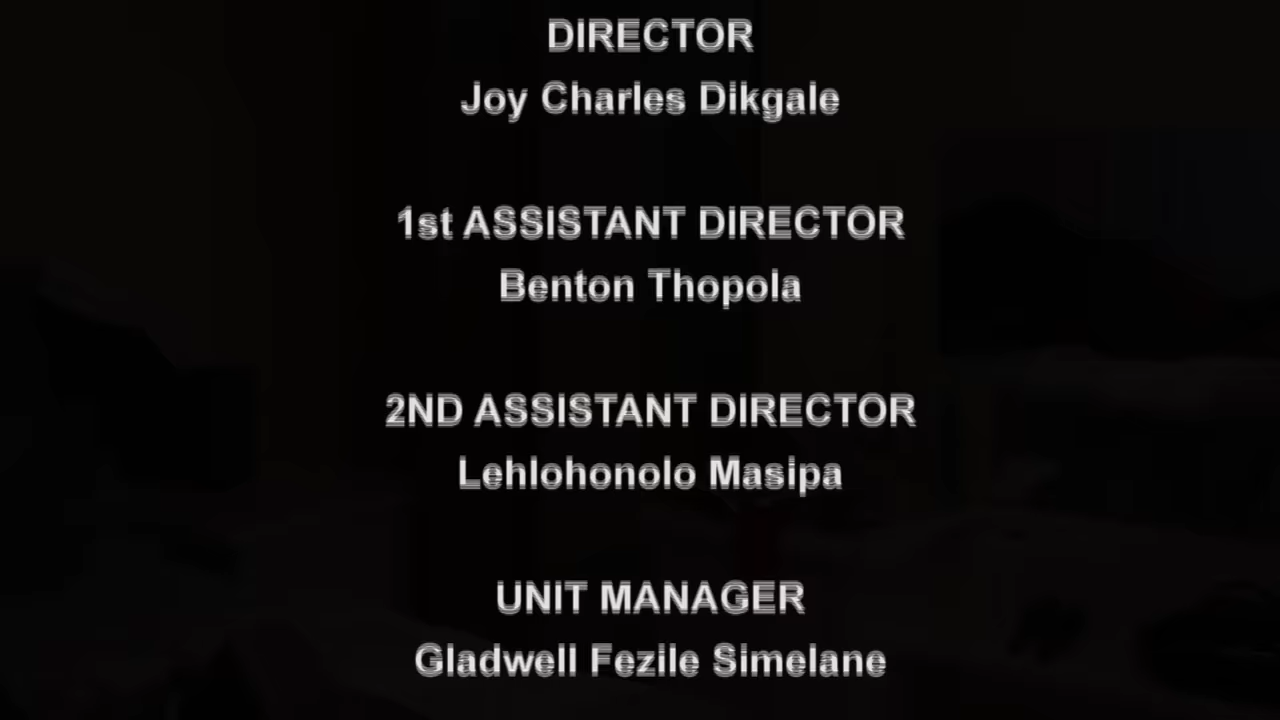 DIRECTOR
Joy Charles Dikgale
1st ASSISTANT DIRECTOR
Benton Thopola
2ND ASSISTANT DIRECTOR
Lehlohonolo Masipa
UNIT MANAGER
Gladwell Fezile Simelane